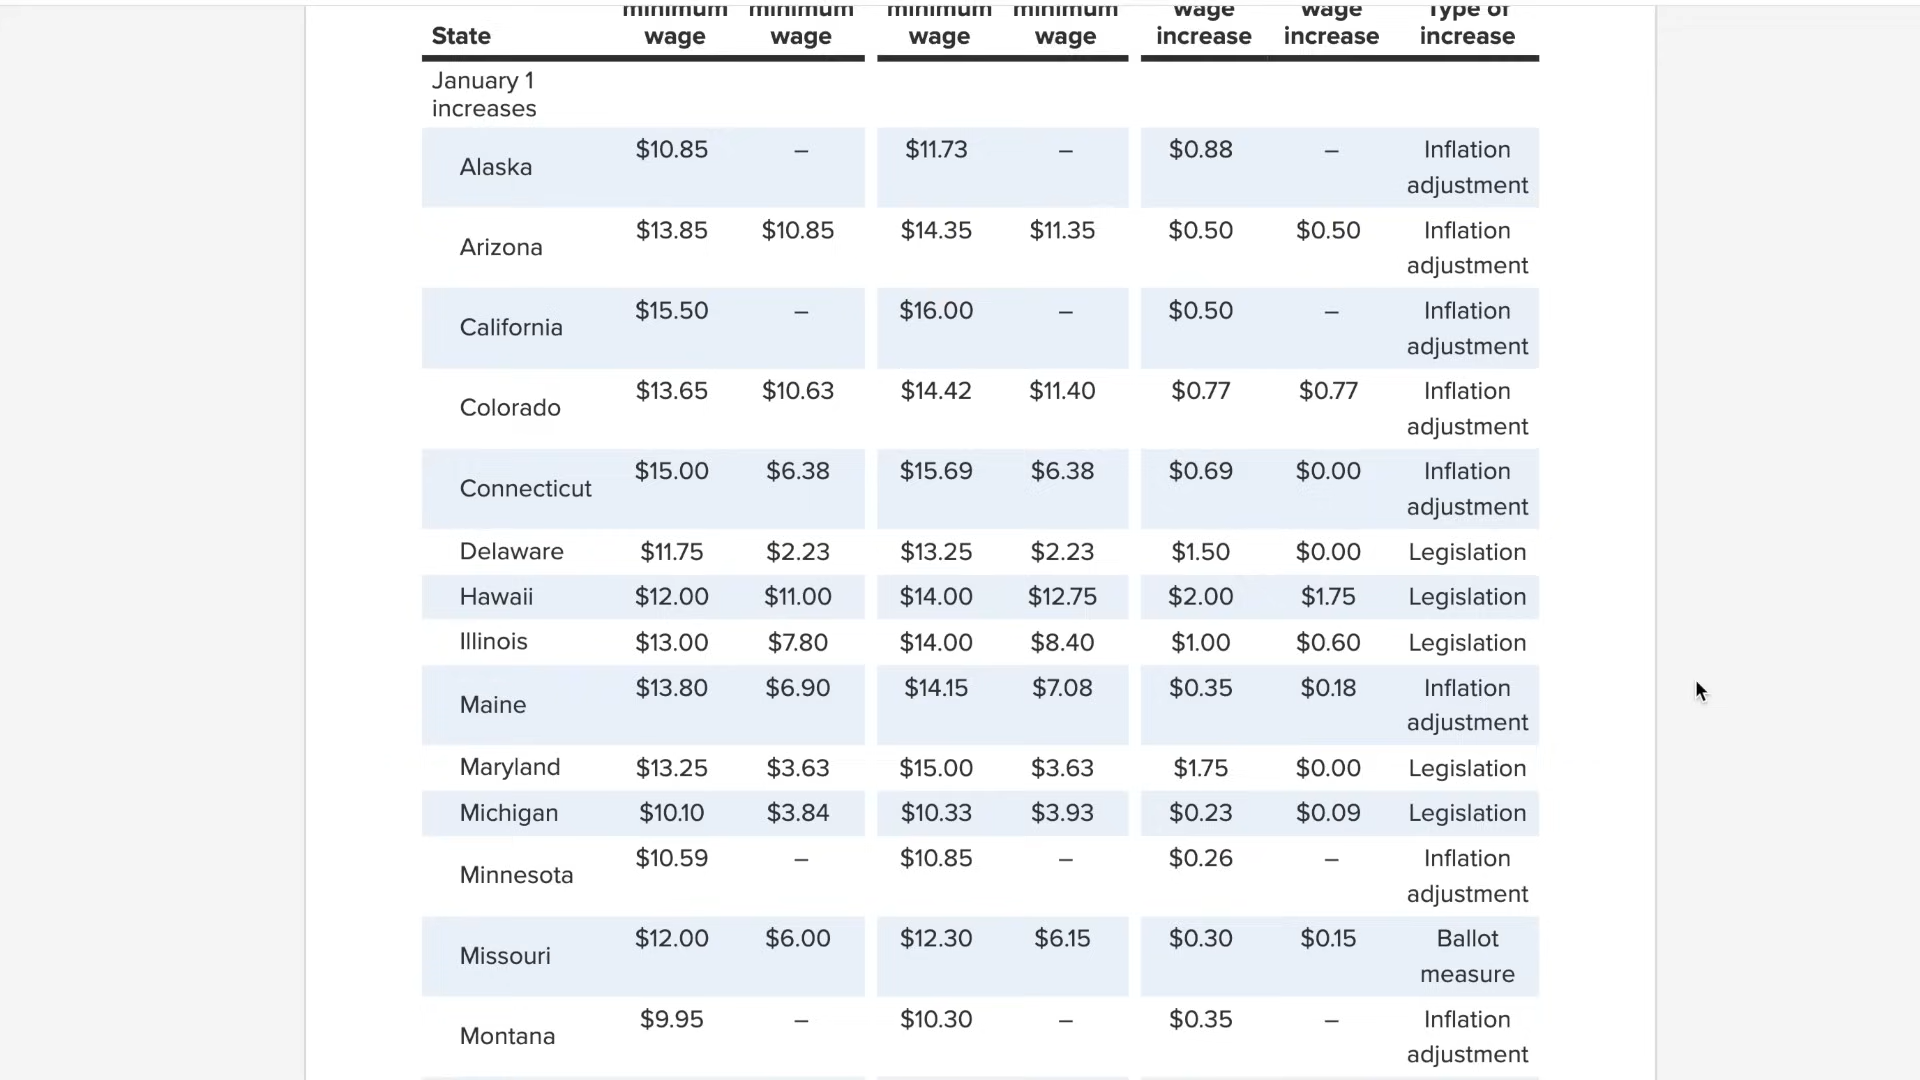 minimum minimum minimum minimum wage wage Type of
State wage wage wage wage increase increase increase
January 1
increases
Alaska $10.85 – $11.73 – $0.88 – Inflation
adjustment
Arizona $13.85 $10.85 $14.35 $11.35 $0.50 $0.50 Inflation
adjustment
California $15.50 – $16.00 – $0.50 – Inflation
adjustment
Colorado $13.65 $10.63 $14.42 $11.40 $0.77 $0.77 Inflation
adjustment
Connecticut $15.00 $6.38 $15.69 $6.38 $0.69 $0.00 Inflation
adjustment
Delaware $11.75 $2.23 $13.25 $2.23 $1.50 $0.00 Legislation
Hawaii $12.00 $11.00 $14.00 $12.75 $2.00 $1.75 Legislation
Illinois $13.00 $7.80 $14.00 $8.40 $1.00 $0.60 Legislation
Maine $13.80 $6.90 $14.15 $7.08 $0.35 $0.18 Inflation
adjustment
Maryland $13.25 $3.63 $15.00 $3.63 $1.75 $0.00 Legislation
Michigan $10.10 $3.84 $10.33 $3.93 $0.23 $0.09 Legislation
Minnesota $10.59 – $10.85 – $0.26 – Inflation
adjustment
Missouri $12.00 $6.00 $12.30 $6.15 $0.30 $0.15 Ballot
measure
Montana $9.95 – $10.30 – $0.35 – Inflation
adjustment